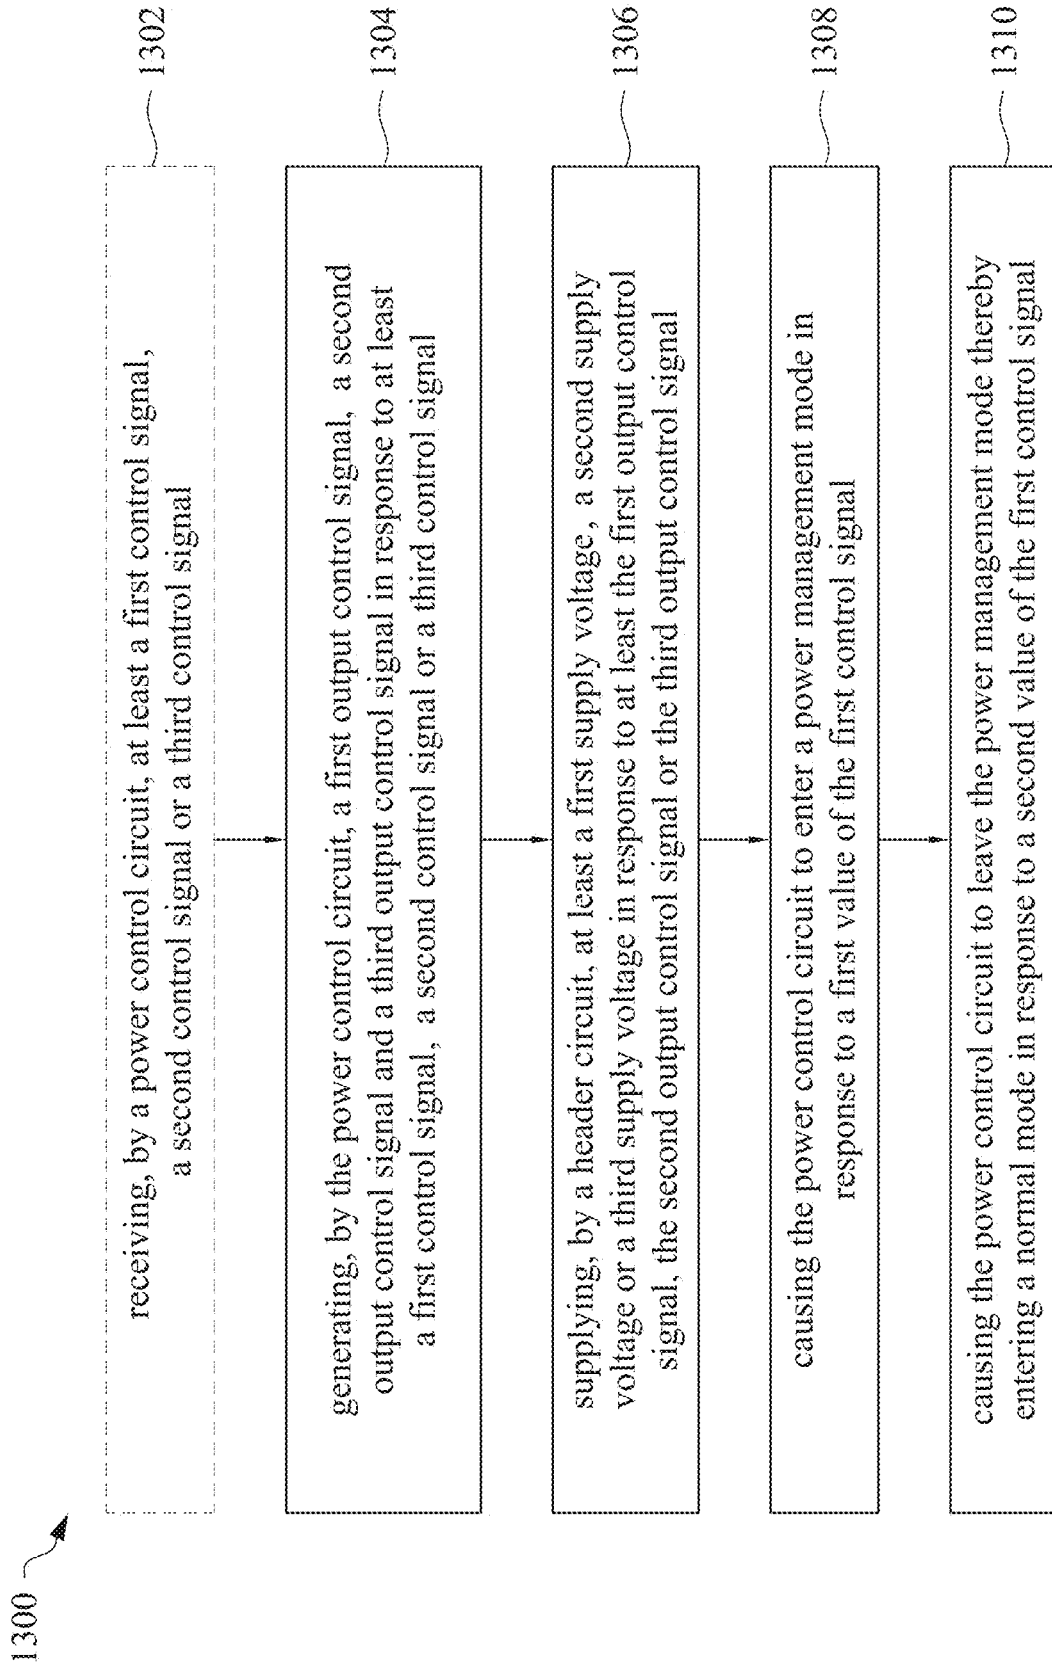 1300
receiving, by a power control circuit, at least a first control signal,
a second control signal or a third control signal
1302
generating, by the power control circuit, a first output control signal, a second
output control signal and a third output control signal in response to at least
a first control signal, a second control signal or a third control signal
1304
supplying, by a header circuit, at least a first supply voltage, a second supply
voltage or a third supply voltage in response to at least the first output control
signal, the second output control signal or the third output control signal
1306
causing the power control circuit to enter a power management mode in
response to a first value of the first control signal
1308
causing the power control circuit to leave the power management mode thereby
entering a normal mode in response to a second value of the first control signal
1310